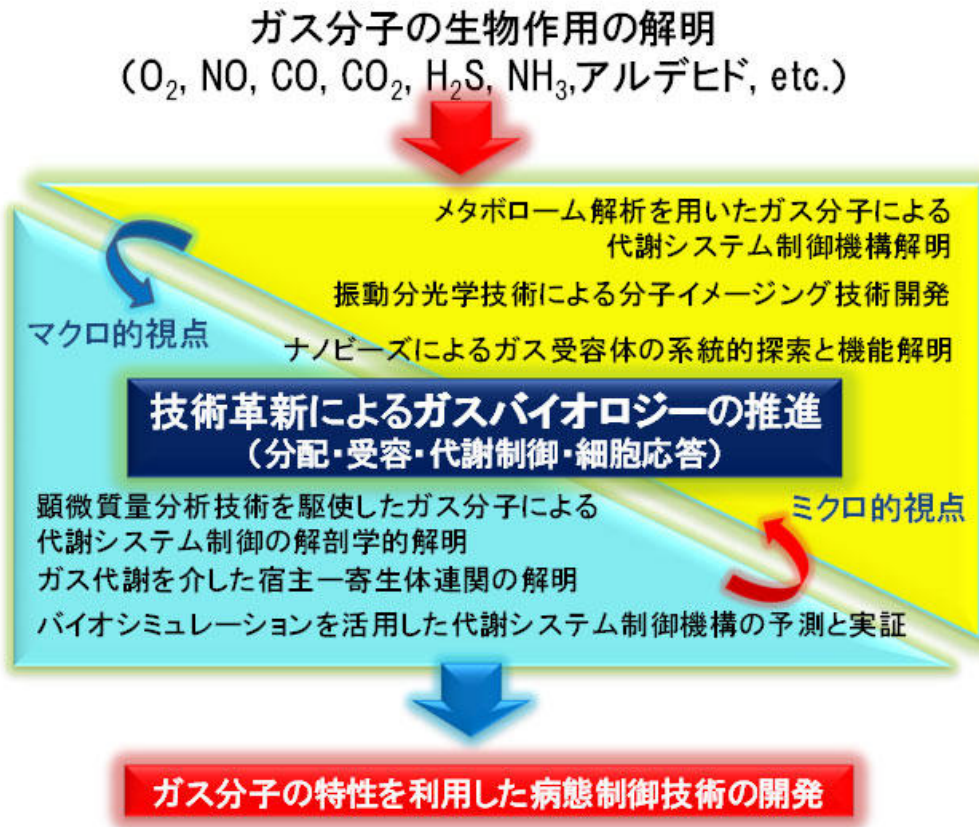 ガス分子の生物作用の解明
(O₂, NO, CO, CO₂, H₂S, NH₃,アルデヒド, etc.)
メタボローム解析を用いたガス分子による
代謝システム制御機構解明
振動分光学技術による分子イメージング技術開発
マクロ的視点
ナノビーズによるガス受容体の系統的探索と機能解明
技術革新によるガスバイオロジーの推進
(分配・受容・代謝制御・細胞応答)
顕微質量分析技術を駆使したガス分子による
ミクロ的視点
代謝システム制御の解剖学的解明
ガス代謝を介した宿主ー寄生体連関の解明
バイオシミュレーションを活用した代謝システム制御機構の予測と実証
ガス分子の特性を利用した病態制御技術の開発